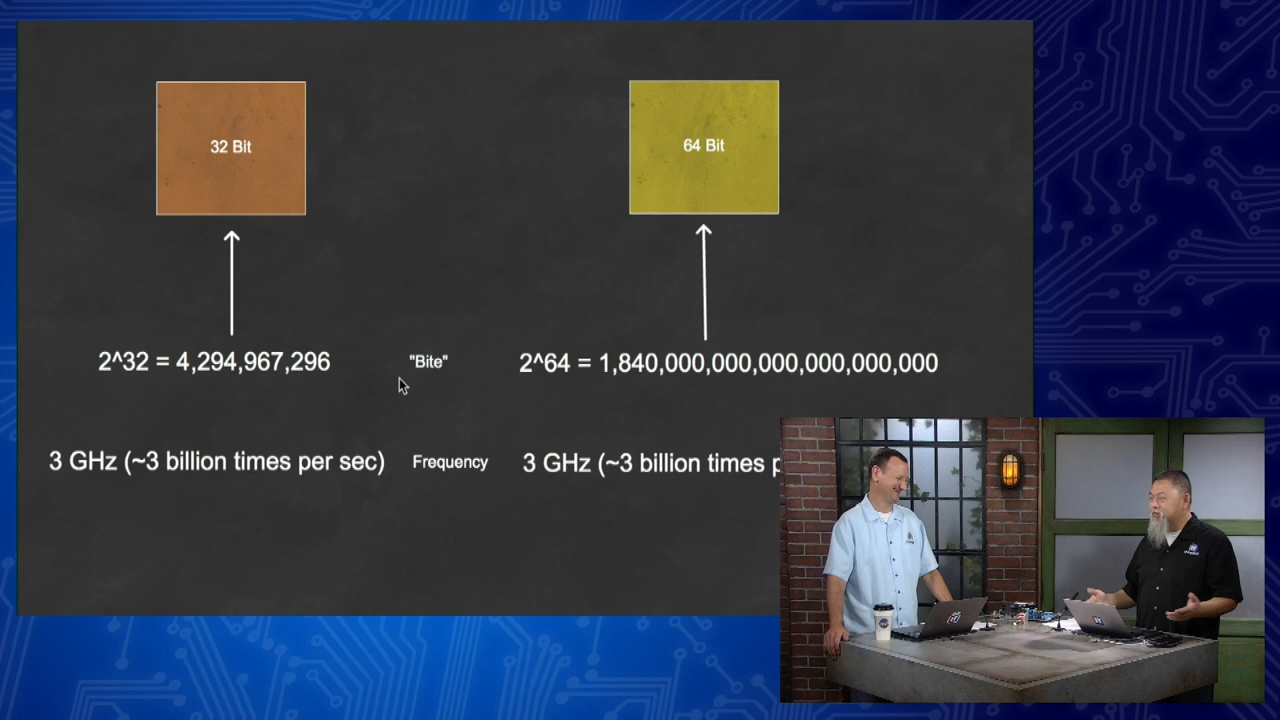 32 Bit
64 Bit
2^32 = 4,294,967,296
"Bite"
2^64 = 1,840,000,000,000,000,000,000
3 GHz (~3 billion times per sec)
Frequency
3 GHz (~3 billion times p